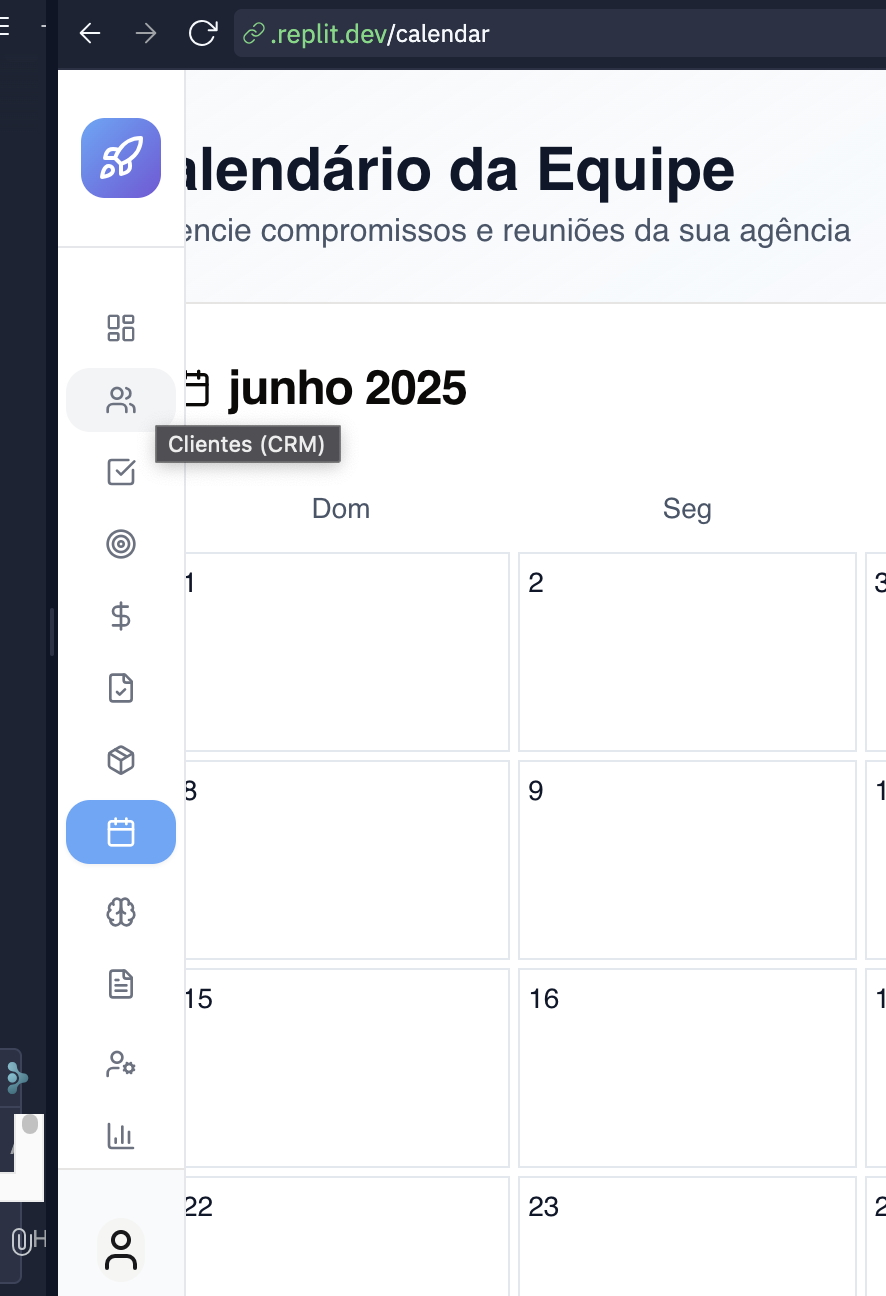 .replit.dev/calendar
alendário da Equipe
encie compromissos e reuniões da sua agência
junho 2025
Clientes (CRM)
Dom Seg
1 2 3
8 9 1
15 16 1
22 23 2
H